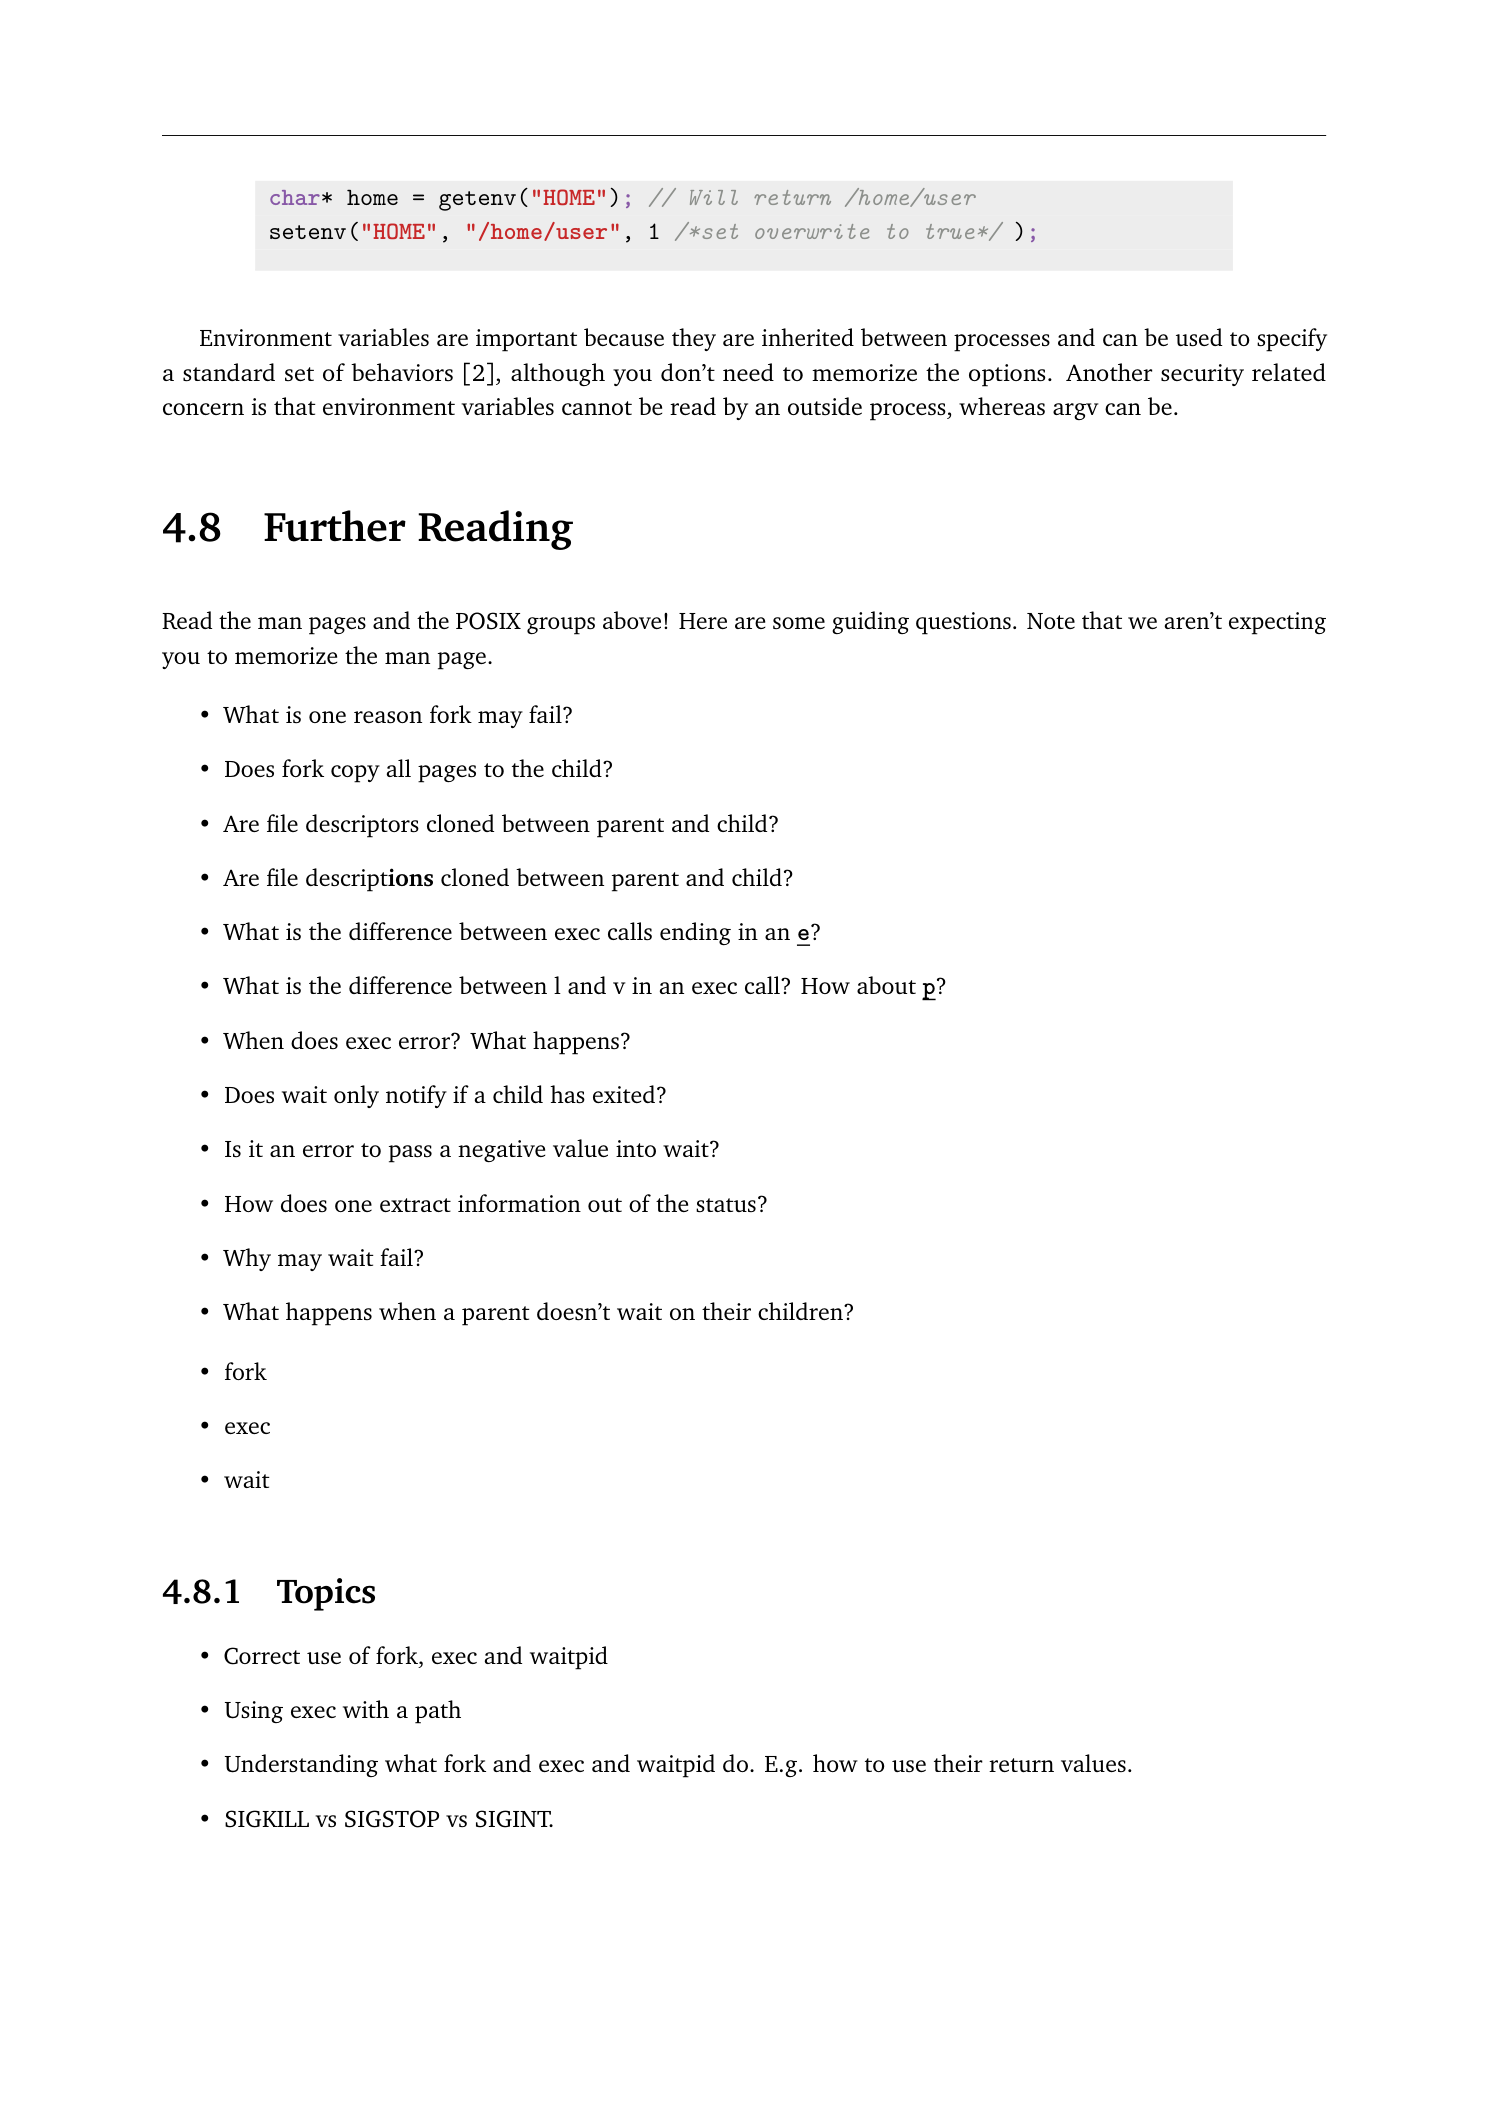 char* home = getenv("HOME"); // Will return /home/user
setenv("HOME", "/home/user", 1 /*set overwrite to true*/ );
Environment variables are important because they are inherited between processes and can be used to specify
a standard set of behaviors [2], although you don’t need to memorize the options. Another security related
concern is that environment variables cannot be read by an outside process, whereas argv can be.
4.8 Further Reading
Read the man pages and the POSIX groups above! Here are some guiding questions. Note that we aren’t expecting
you to memorize the man page.
• What is one reason fork may fail?
• Does fork copy all pages to the child?
• Are file descriptors cloned between parent and child?
• Are file descriptions cloned between parent and child?
• What is the difference between exec calls ending in an e?
• What is the difference between l and v in an exec call? How about p?
• When does exec error? What happens?
• Does wait only notify if a child has exited?
• Is it an error to pass a negative value into wait?
• How does one extract information out of the status?
• Why may wait fail?
• What happens when a parent doesn’t wait on their children?
• fork
• exec
• wait
4.8.1 Topics
• Correct use of fork, exec and waitpid
• Using exec with a path
• Understanding what fork and exec and waitpid do. E.g. how to use their return values.
• SIGKILL vs SIGSTOP vs SIGINT.